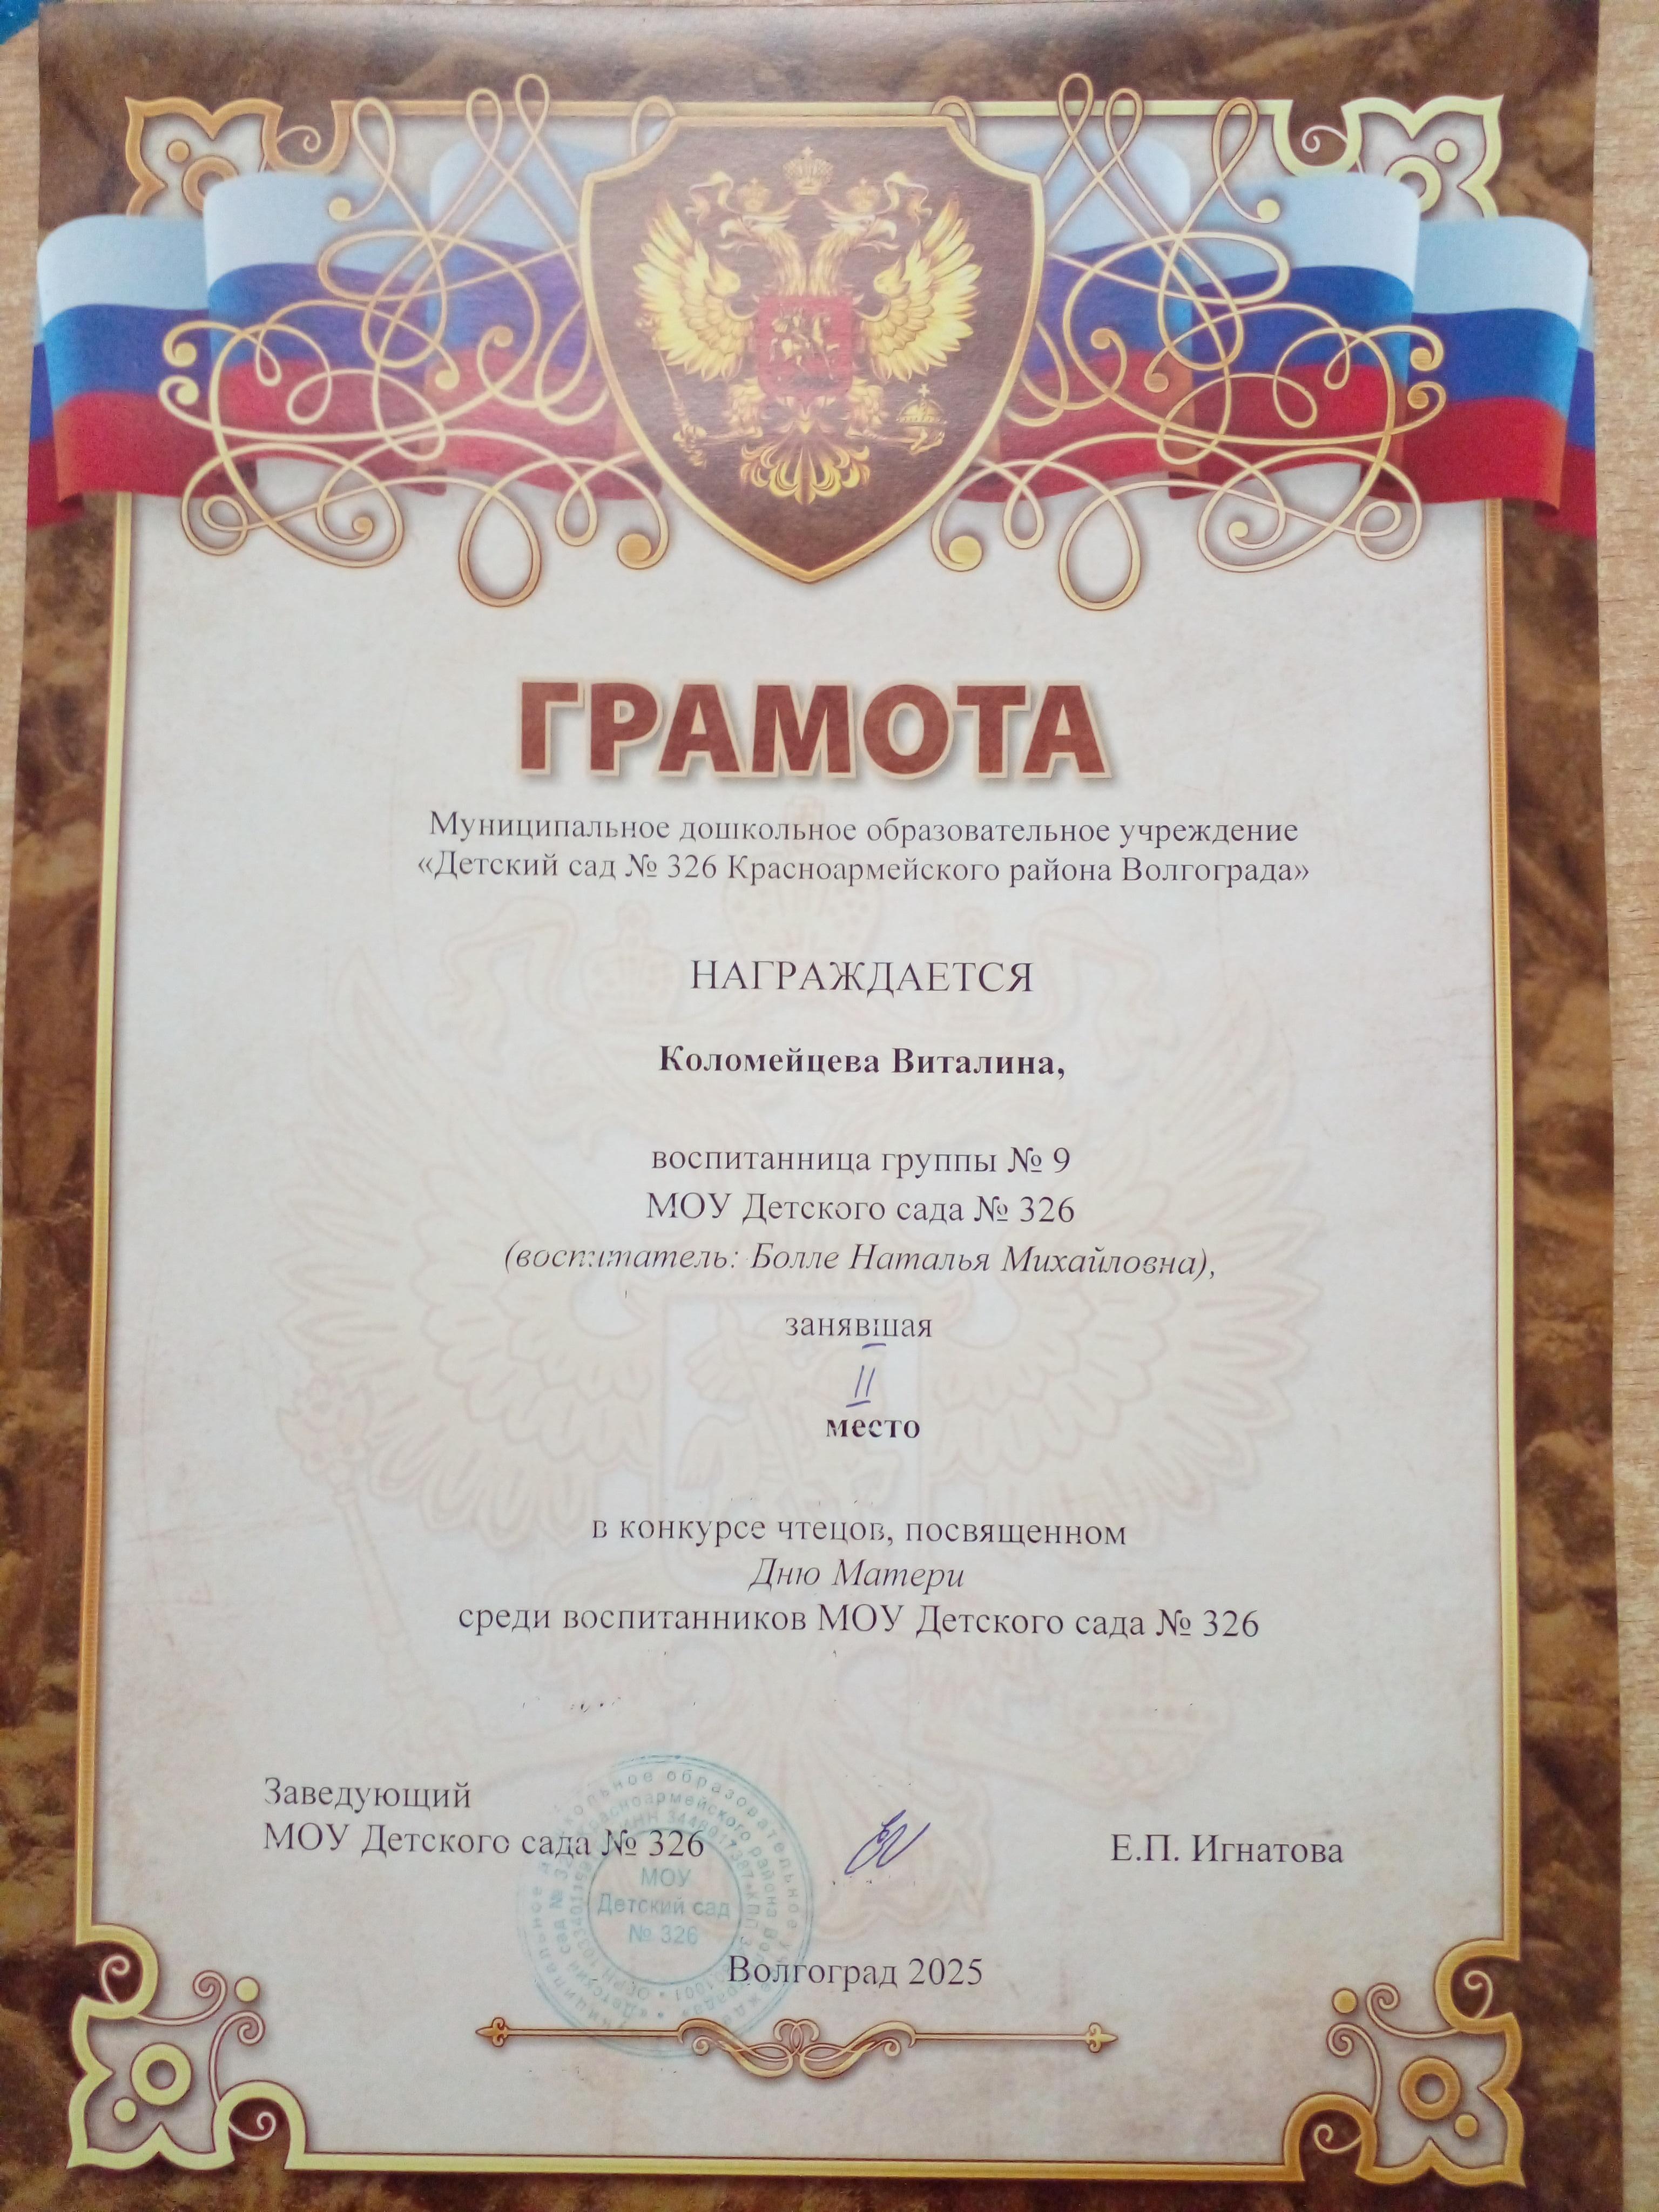 ГРАМОТА
Муниципальное дошкольное образовательное учреждение
«Детский сад № 326 Красноармейского района Волгограда»
НАГРАЖДАЕТСЯ
Коломейцева Виталина,
воспитанница группы № 9
МОУ Детского сада № 326
(воспитатель: Болле Наталья Михайловна),
занявшая
II
место
в конкурсе чтецов, посвященном
Дню Матери
среди воспитанников МОУ Детского сада № 326
Заведующий
МОУ Детского сада № 326
Е.П. Игнатова
МОУ
Детский сад
№ 326
Волгоград 2025